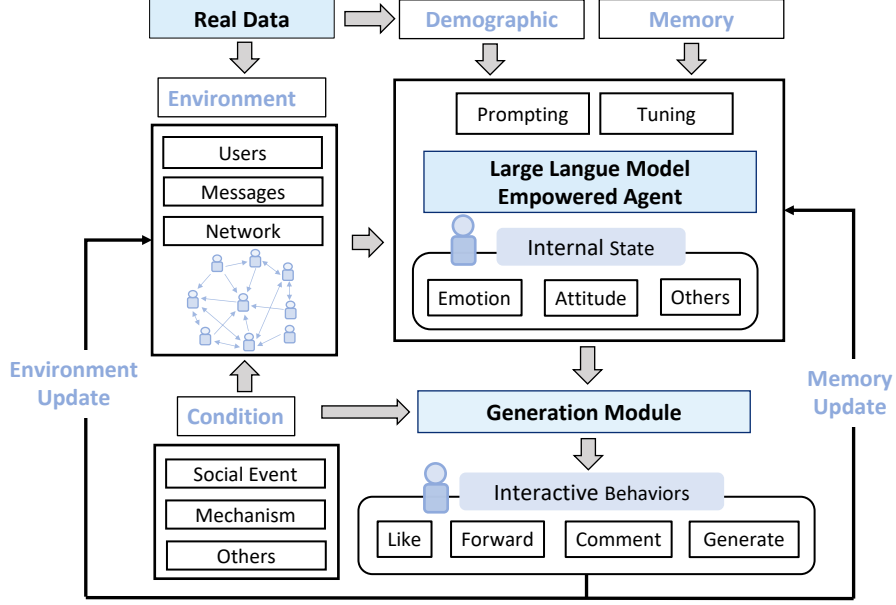 Real Data
Demographic
Memory
Environment
Users
Messages
Network
Prompting
Tuning
Large Langue Model
Empowered Agent
Internal State
Emotion
Attitude
Others
Environment
Update
Memory
Update
Condition
Generation Module
Social Event
Mechanism
Others
Interactive Behaviors
Like
Forward
Comment
Generate